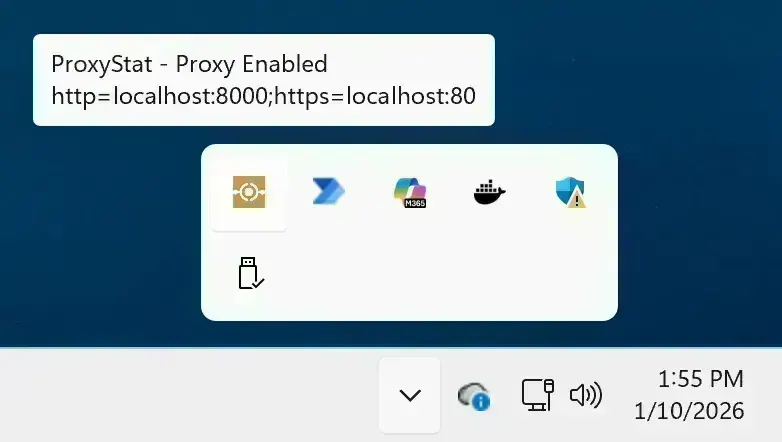 ProxyStat - Proxy Enabled
http=localhost:8000;https=localhost:80
M365
1:55 PM
1/10/2026